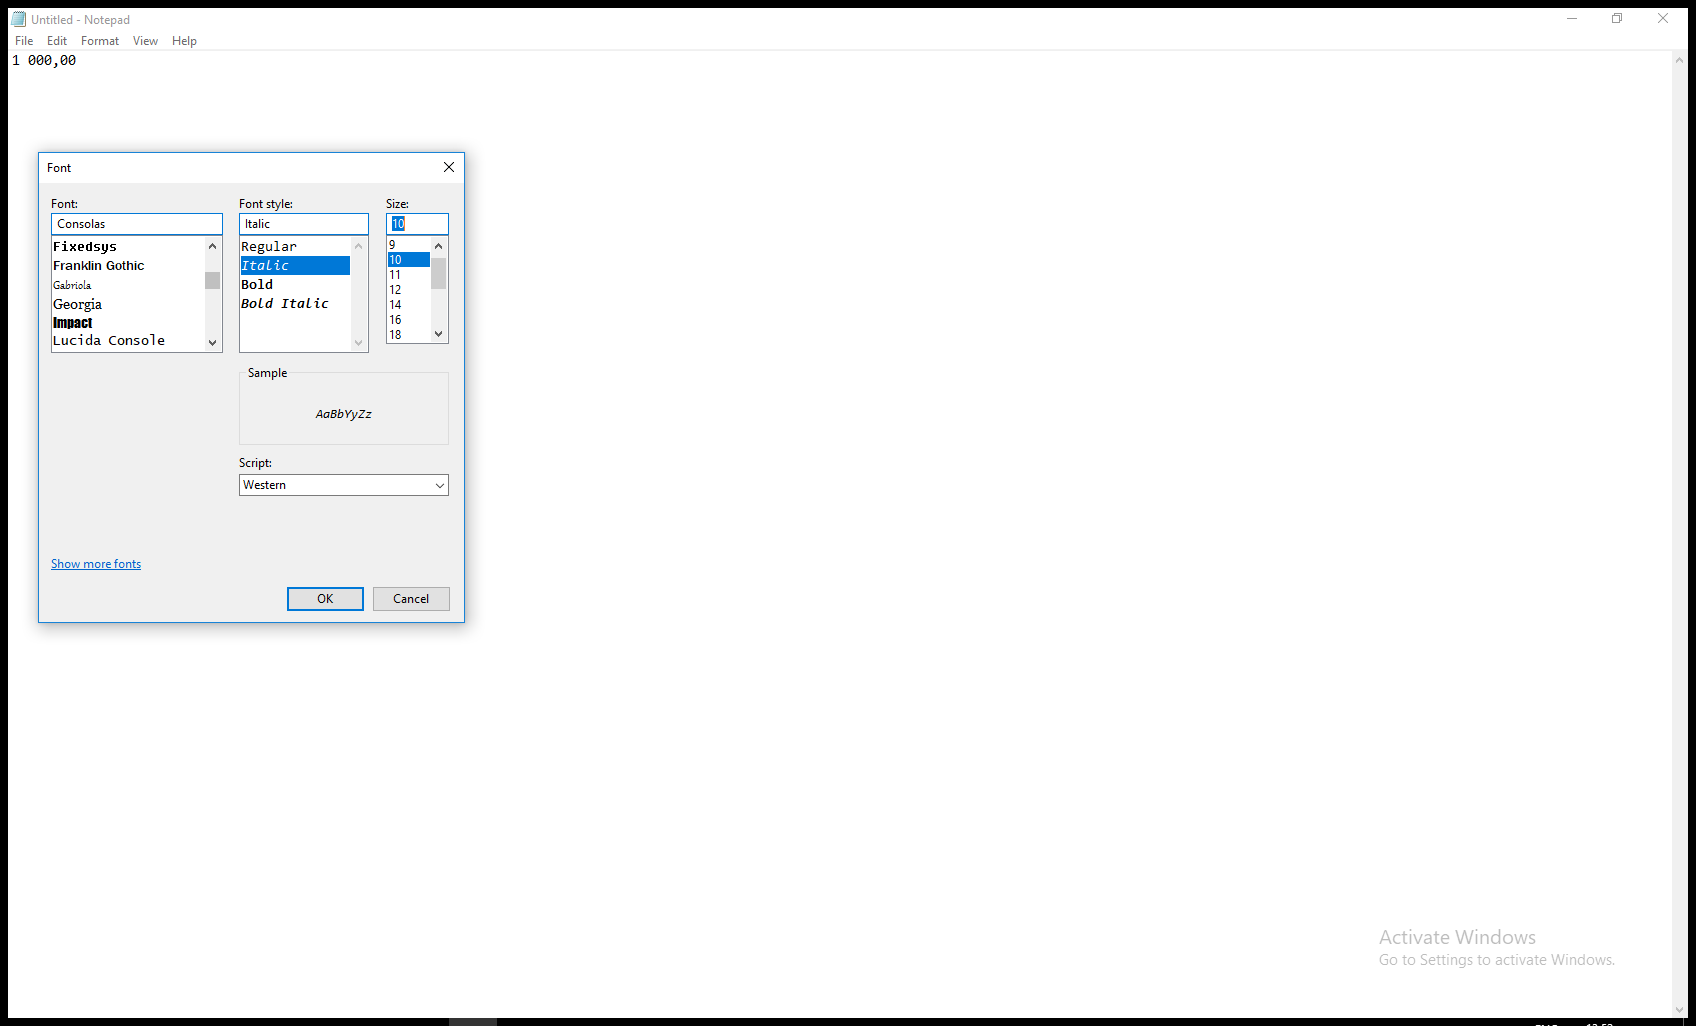 Untitled - Notepad
File Edit Format View Help
1 000,00
Font
Font: Font style: Size:
Consolas Italic 10
Fixedsys
Franklin Gothic
Gabriola
Georgia
Impact
Lucida Console
Regular
Italic
Bold
Bold Italic
9
10
11
12
14
16
18
Sample
AaBbYyZz
Script:
Western
Show more fonts
OK Cancel
Activate Windows
Go to Settings to activate Windows.